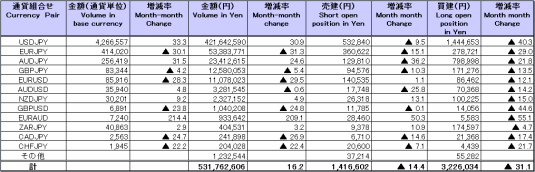 通貨組合せ 金額(通貨単位) 増減率 金額(円) 増減率 売建(円) 増減率 買建(円) 増減率
Currency Pair Volume in base currency Month-month Change Volume in Yen Month-month change Short open position in Yen Month month change Long open position in Yen Month month Change
USDJPY 4,266,557 33.3 421,642,590 30.9 532,840 ▲ 9.5 1,444,653 ▲ 40.3
EURJPY 414,020 ▲ 30.1 53,383,771 ▲ 31.3 360,622 ▲ 15.1 278,721 ▲ 29.0
AUDJPY 256,419 31.5 23,412,615 24.6 129,810 ▲ 36.2 798,998 ▲ 21.8
GBPJPY 83,344 ▲ 4.2 12,580,053 ▲ 5.4 94,576 ▲ 10.3 171,276 ▲ 13.5
EURUSD 85,916 ▲ 28.3 11,078,023 ▲ 29.5 140,535 1.1 86,462 ▲ 12.1
AUDUSD 35,940 4.8 3,281,545 ▲ 0.6 17,748 ▲ 25.8 70,368 ▲ 14.2
NZDJPY 30,201 9.2 2,327,152 4.9 26,318 13.1 100,225 ▲ 15.0
GBPUSD 6,891 ▲ 23.8 1,040,208 ▲ 24.8 11,785 ▲ 0.1 14,056 ▲ 44.6
EURAUD 7,240 214.4 933,642 209.1 28,460 50.3 5,583 ▲ 55.1
ZARJPY 40,863 2.9 404,531 3.2 9,378 10.9 174,597 ▲ 4.7
CADJPY 2,563 ▲ 24.7 241,898 ▲ 26.9 6,710 ▲ 14.6 21,368 ▲ 17.4
CHFJPY 1,945 ▲ 22.2 204,028 ▲ 22.4 20,600 ▲ 7.1 4,439 ▲ 21.7
その他 1,232,544 37,214 55,282
計 531,762,606 16.2 1,416,602 ▲ 14.4 3,226,034 ▲ 31.1